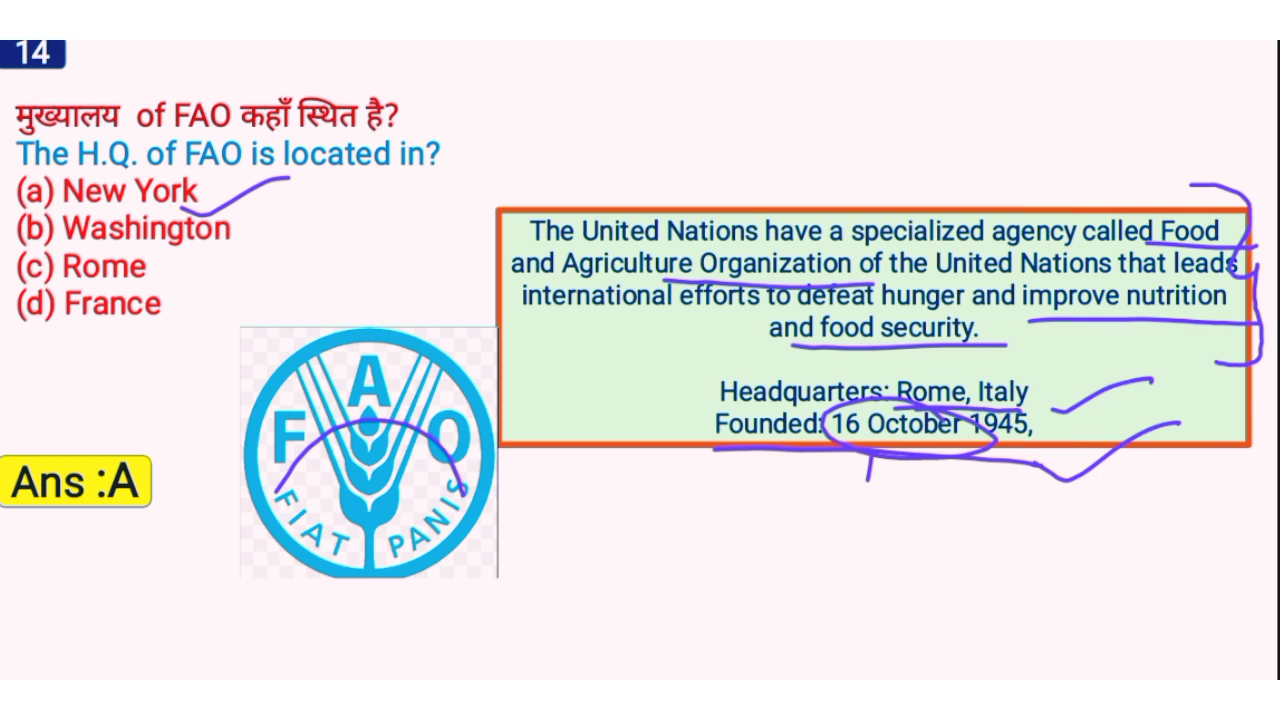 14
मुख्यालय of FAO कहाँ स्थित है?
The H.Q. of FAO is located in?
(a) New York
(b) Washington
(c) Rome
(d) France
The United Nations have a specialized agency called Food
and Agriculture Organization of the United Nations that leads
international efforts to defeat hunger and improve nutrition
and food security.
Headquarters: Rome, Italy
Founded: 16 October 1945,
F A O
FIAT PANIS
Ans :A